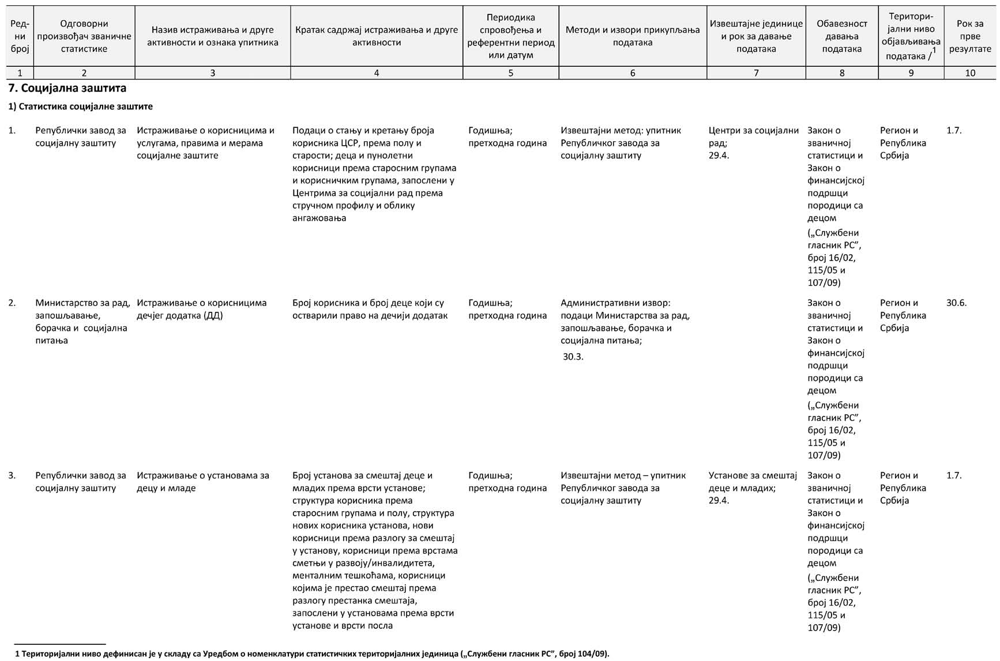 Ред-
ни
број
Одговорни
произвођач званичне
статистике
Назив истраживања и друге
активности и ознака упитника
Кратак садржај истраживања и друге
активности
Периодика
спровођења и
референтни период
или датум
Методи и извори прикупљања
података
Извештајне јединице
и рок за давање
података
Обавезност
давања
података
Територи-
јални ниво
објављивања
података /1
Рок за
прве
резултате
1 2 3 4 5 6 7 8 9 10
7. Социјална заштита
1) Статистика социјалне заштите
1.
Републички завод за
социјалну заштиту
Истраживање о корисницима и
услугама, правима и мерама
социјалне заштите
Подаци о стању и кретању броја
корисника ЦСР, према полу и
старости; деца и пунолетни
корисници према старосним групама
и корисничким групама, запослени у
Центрима за социјални рад према
стручном профилу и облику
ангажовања
Годишња;
претходна година
Извештајни метод: упитник
Републичког завода за
социјалну заштиту
Центри за социјални
рад;
29.4.
Закон о
званичној
статистици и
Закон о
финансијској
подршци
породици са
децом
(„Службени
гласник РС”,
број 16/02,
115/05 и
107/09)
Регион и
Република
Србија
1.7.
2.
Министарство за рад,
запошљавање,
борачка и  социјална
питања
Истраживање о корисницима
дечјег додатка (ДД)
Број корисника и број деце који су
остварили право на дечији додатак
Годишња;
претходна година
Административни извор:
подаци Министарства за рад,
запошљавање, борачка и
социјална питања;
30.3.
Закон о
званичној
статистици и
Закон о
финансијској
подршци
породици са
децом
(„Службени
гласник РС”,
број 16/02,
115/05 и
107/09)
Регион и
Република
Србија
30.6.
3.
Републички завод за
социјалну заштиту
Истраживање о установама за
децу и младе
Број установа за смештај деце и
младих према врсти установе;
структура корисника према
старосним групама и полу, структура
нових корисника установа, нови
корисници према разлогу за смештај
у установу, корисници према врстама
сметњи у развоју/инвалидитета,
менталним тешкоћама, корисници
којима је престао смештај према
разлогу престанка смештаја,
запослени у установама према врсти
установе и врсти посла
Годишња;
претходна година
Извештајни метод – упитник
Републичког завода за
социјалну заштиту
Установе за смештај
деце и младих;
29.4.
Закон о
званичној
статистици и
Закон о
финансијској
подршци
породици са
децом
(„Службени
гласник РС”,
број 16/02,
115/05 и
107/09)
Регион и
Република
Србија
1.7.
1 Територијални ниво дефинисан је у складу са Уредбом о номенклатури статистичких територијалних јединица („Службени гласник РС”, број 104/09).